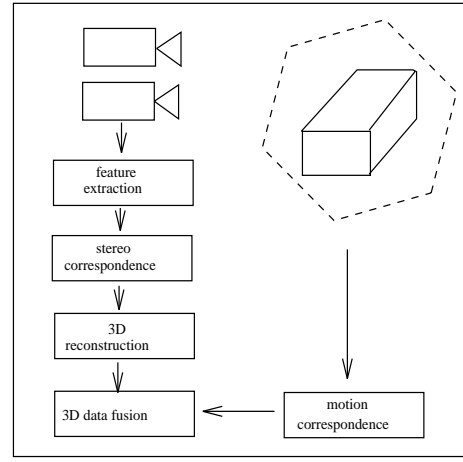 feature
extraction
stereo
correspondence
3D
reconstruction
3D data fusion
motion
correspondence